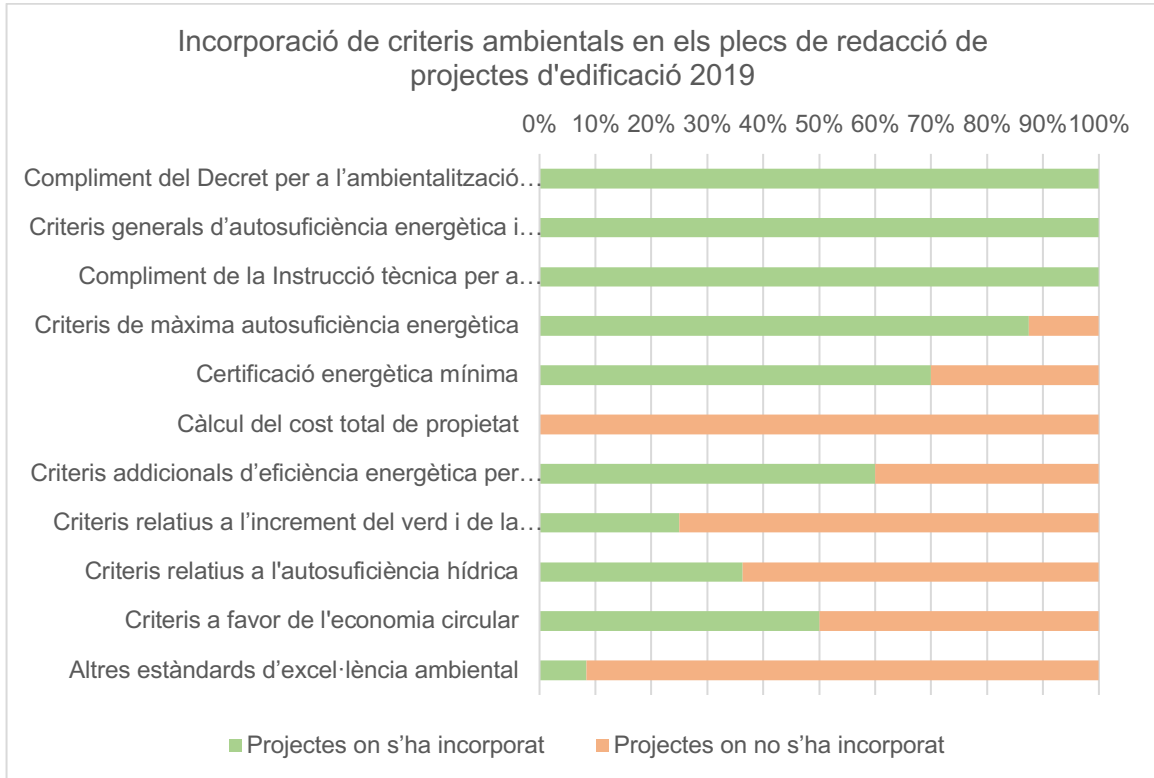 Incorporació de criteris ambientals en els plecs de redacció de
projectes d'edificació 2019
0% 10% 20% 30% 40% 50% 60% 70% 80% 90% 100%
Compliment del Decret per a l’ambientalització…
Criteris generals d’autosuficiència energètica i…
Compliment de la Instrucció tècnica per a…
Criteris de màxima autosuficiència energètica
Certificació energètica mínima
Càlcul del cost total de propietat
Criteris addicionals d’eficiència energètica per…
Criteris relatius a l’increment del verd i de la…
Criteris relatius a l'autosuficiència hídrica
Criteris a favor de l'economia circular
Altres estàndards d’excel·lència ambiental
Projectes on s’ha incorporat Projectes on no s’ha incorporat